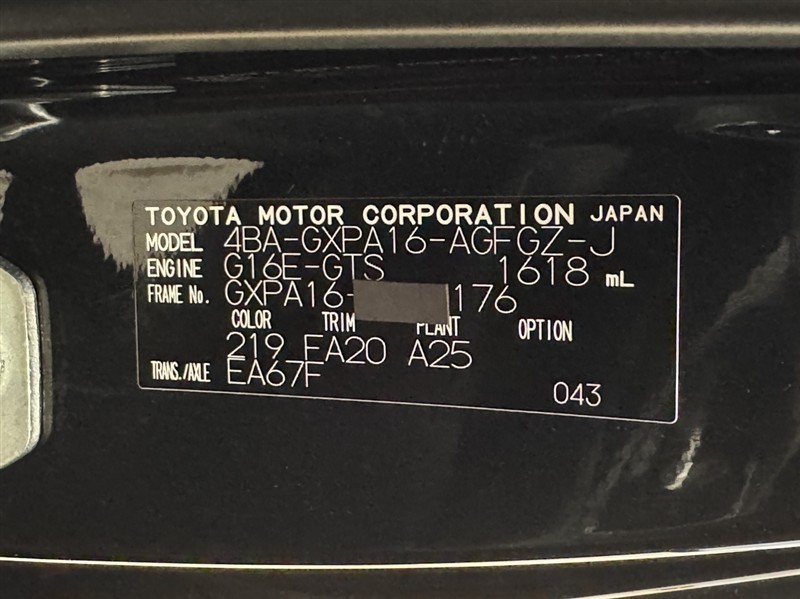 TOYOTA MOTOR CORPORATION JAPAN
MODEL 4BA-GXPA16-AGFGZ-J
ENGINE G16E-GTS 1618 mL
FRAME No. GXPA16- 176
COLOR TRIM PLANT OPTION
219 EA20 A25
TRANS./AXLE EA67F
043